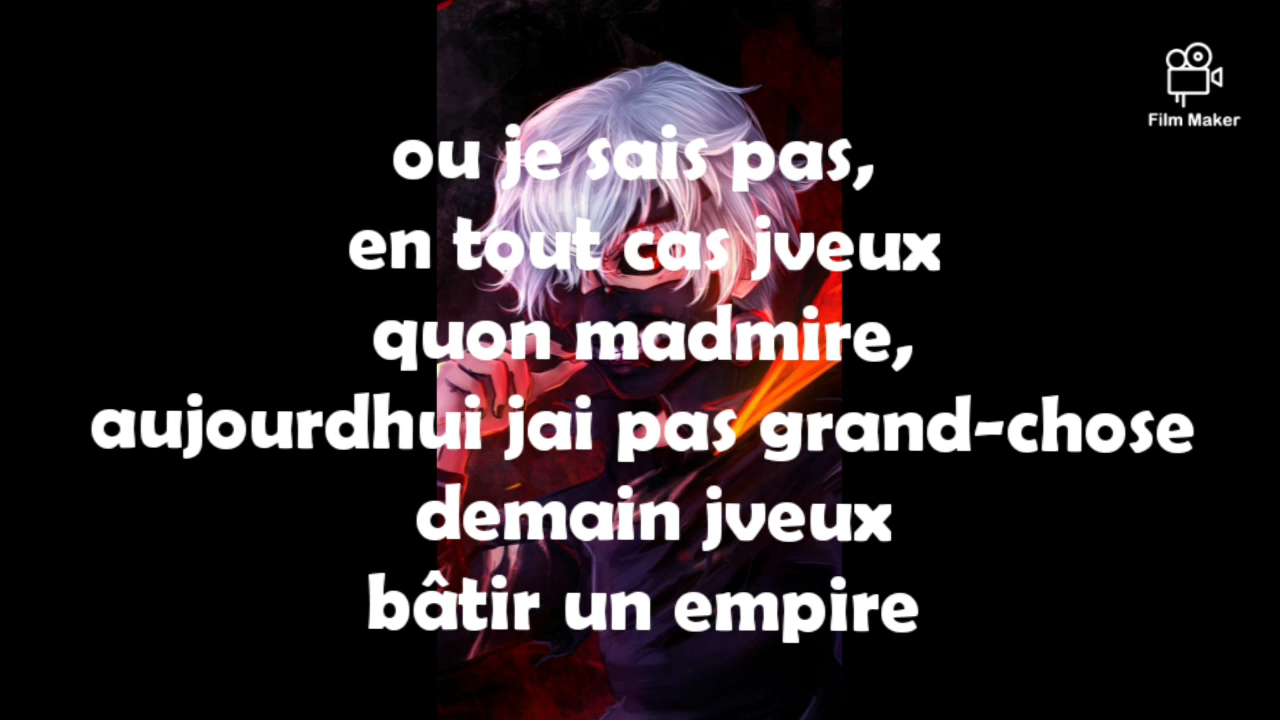 Film Maker
ou je sais pas,
en tout cas jveux
quon madmire,
aujourdhui jai pas grand-chose
demain jveux
bâtir un empire